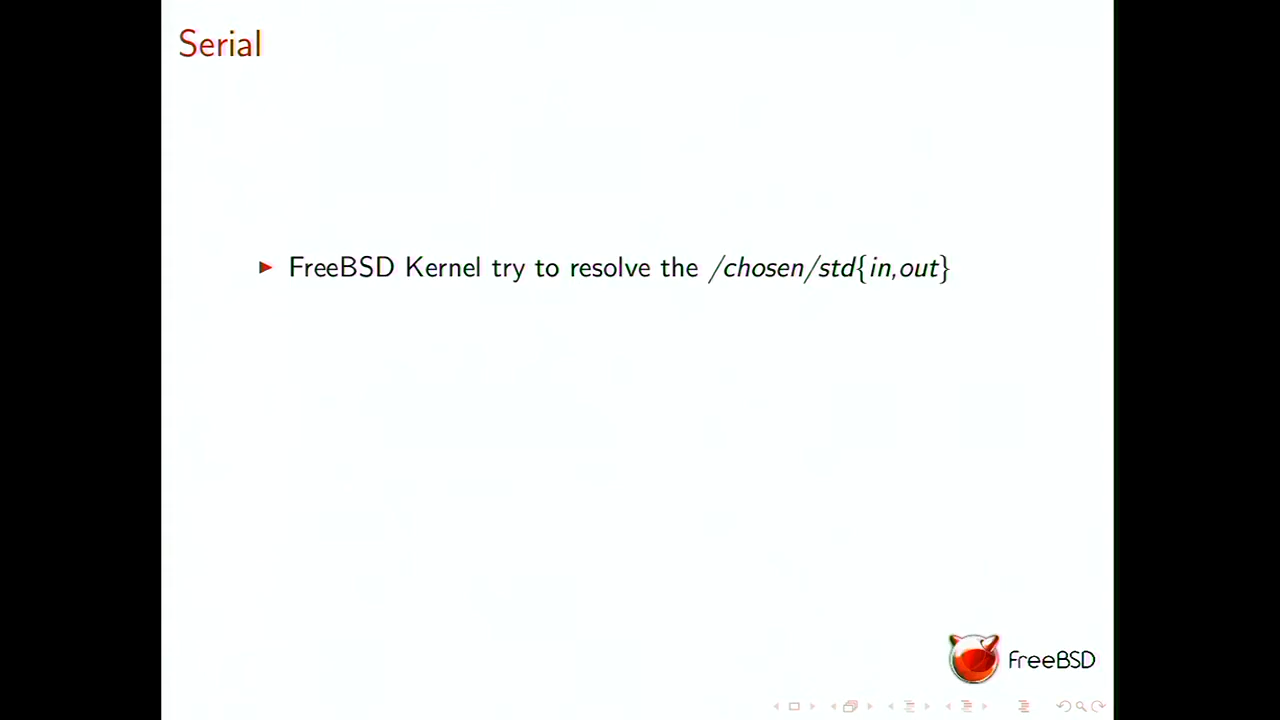 Serial
FreeBSD Kernel try to resolve the /chosen/std{in,out}
FreeBSD